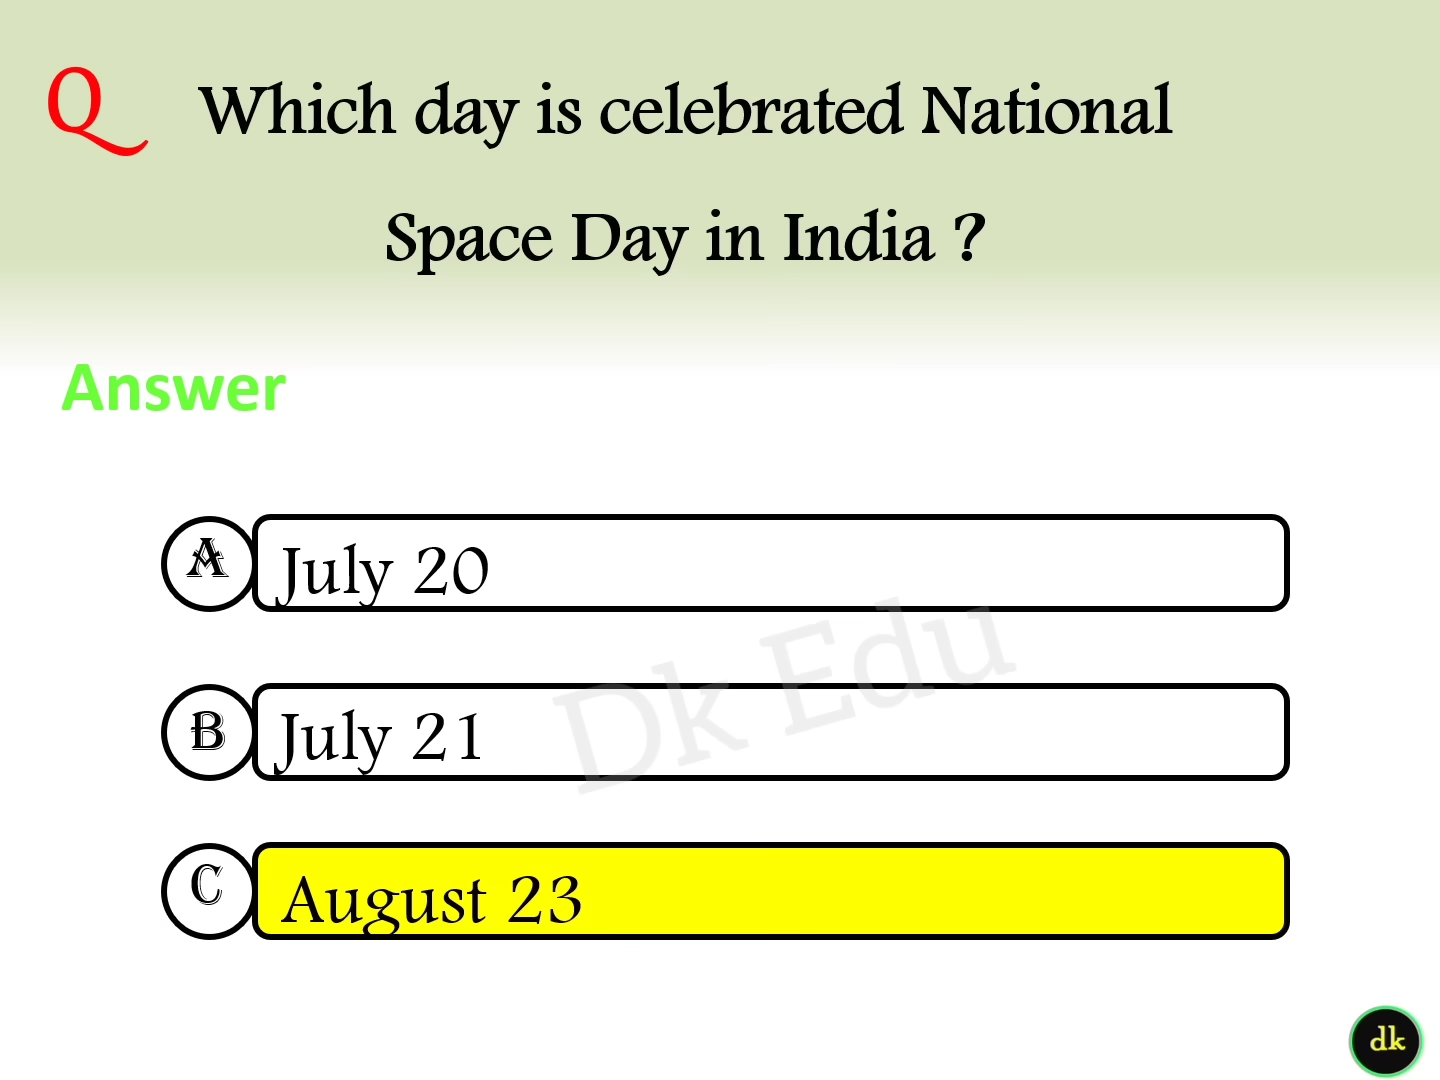 Q Which day is celebrated National
Space Day in India ?
Answer
A July 20
B July 21
C August 23
Dk Edu
dk